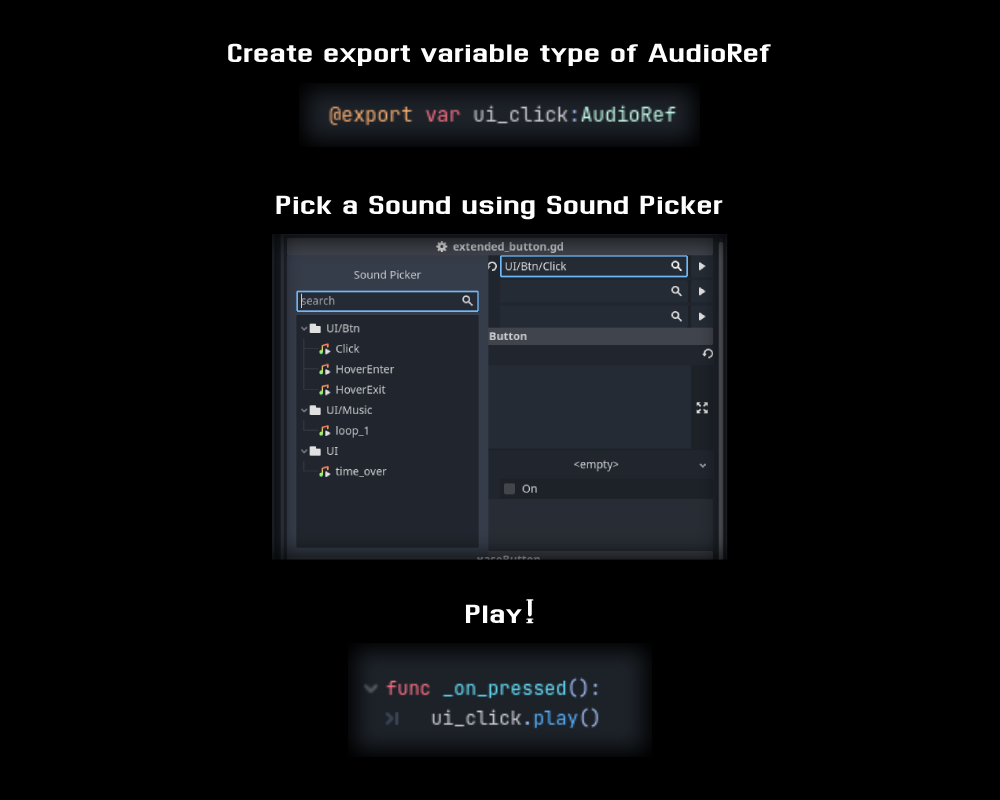 Create export variable type of AudioRef
@export var ui_click:AudioRef
Pick a Sound using Sound Picker
extended_button.gd
Sound Picker
UI/Btn/Click
search
UI/Btn
Button
Click
HoverEnter
HoverExit
UI/Music
loop_1
UI
<empty>
time_over
On
Play!
func _on_pressed():
ui_click.play()